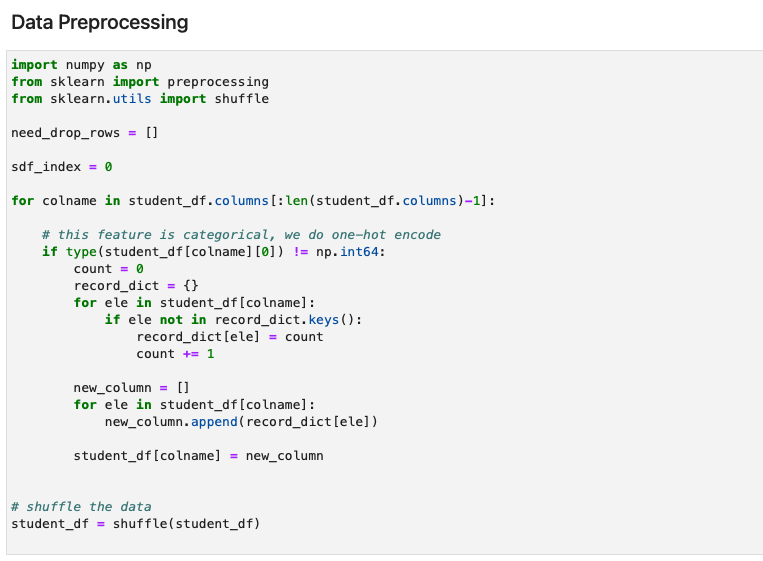 Data Preprocessing
import numpy as np
from sklearn import preprocessing
from sklearn.utils import shuffle
need_drop_rows = []
sdf_index = 0
for colname in student_df.columns[:len(student_df.columns)-1]:
    # this feature is categorical, we do one-hot encode
    if type(student_df[colname][0]) != np.int64:
        count = 0
        record_dict = {}
        for ele in student_df[colname]:
            if ele not in record_dict.keys():
                record_dict[ele] = count
                count += 1
        new_column = []
        for ele in student_df[colname]:
            new_column.append(record_dict[ele])
        student_df[colname] = new_column
# shuffle the data
student_df = shuffle(student_df)